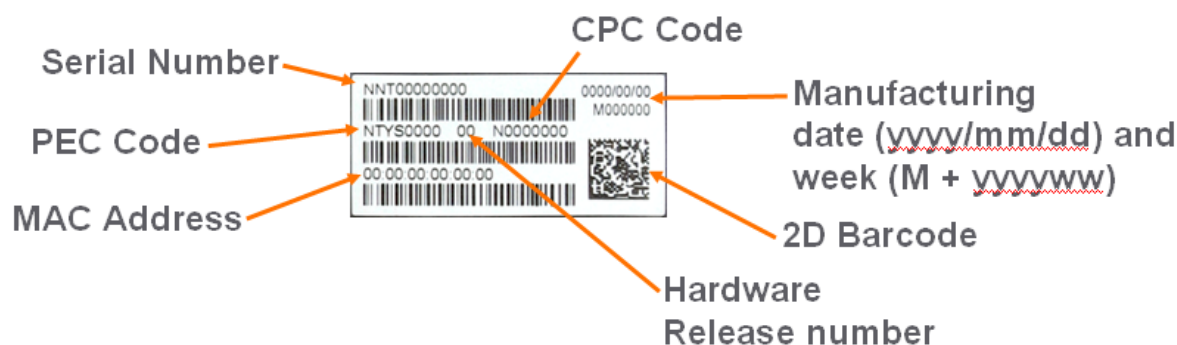 CPC Code
Serial Number
NNT00000000
0000/00/00
M000000
Manufacturing
date (yyyy/mm/dd) and
week (M + yyyyww)
PEC Code
NTYS0000 00 N0000000
00:00:00:00:00:00
MAC Address
2D Barcode
Hardware
Release number